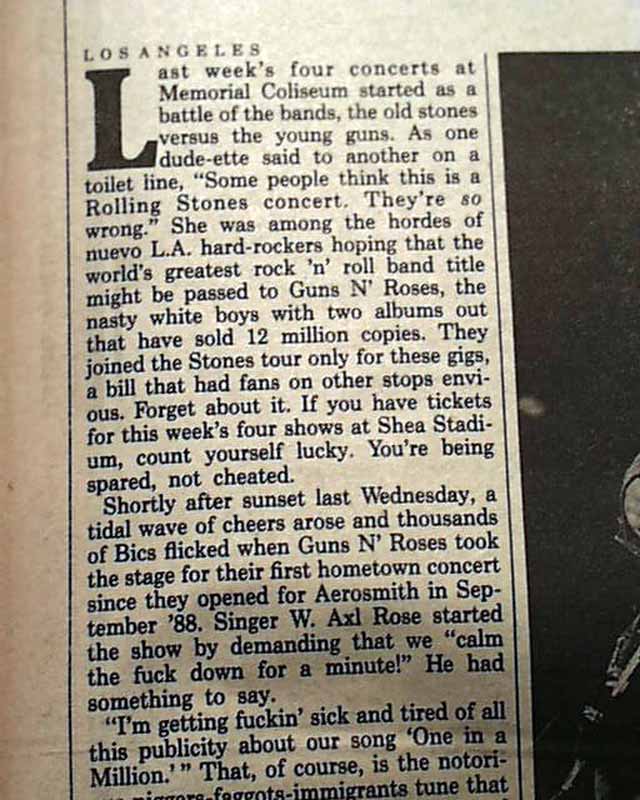 LOS ANGELES
Last week's four concerts at
Memorial Coliseum started as a
battle of the bands, the old stones
versus the young guns. As one
dude-ette said to another on a
toilet line, "Some people think this is a
Rolling Stones concert. They're so
wrong." She was among the hordes of
nuevo L.A. hard-rockers hoping that the
world's greatest rock 'n' roll band title
might be passed to Guns N' Roses, the
nasty white boys with two albums out
that have sold 12 million copies. They
joined the Stones tour only for these gigs,
a bill that had fans on other stops envi-
ous. Forget about it. If you have tickets
for this week's four shows at Shea Stadi-
um, count yourself lucky. You're being
spared, not cheated.
Shortly after sunset last Wednesday, a
tidal wave of cheers arose and thousands
of Bics flicked when Guns N' Roses took
the stage for their first hometown concert
since they opened for Aerosmith in Sep-
tember '88. Singer W. Axl Rose started
the show by demanding that we "calm
the fuck down for a minute!" He had
something to say.
"I'm getting fuckin' sick and tired of all
this publicity about our song 'One in a
Million.'" That, of course, is the notori-
niggers-faggots-immigrants tune that